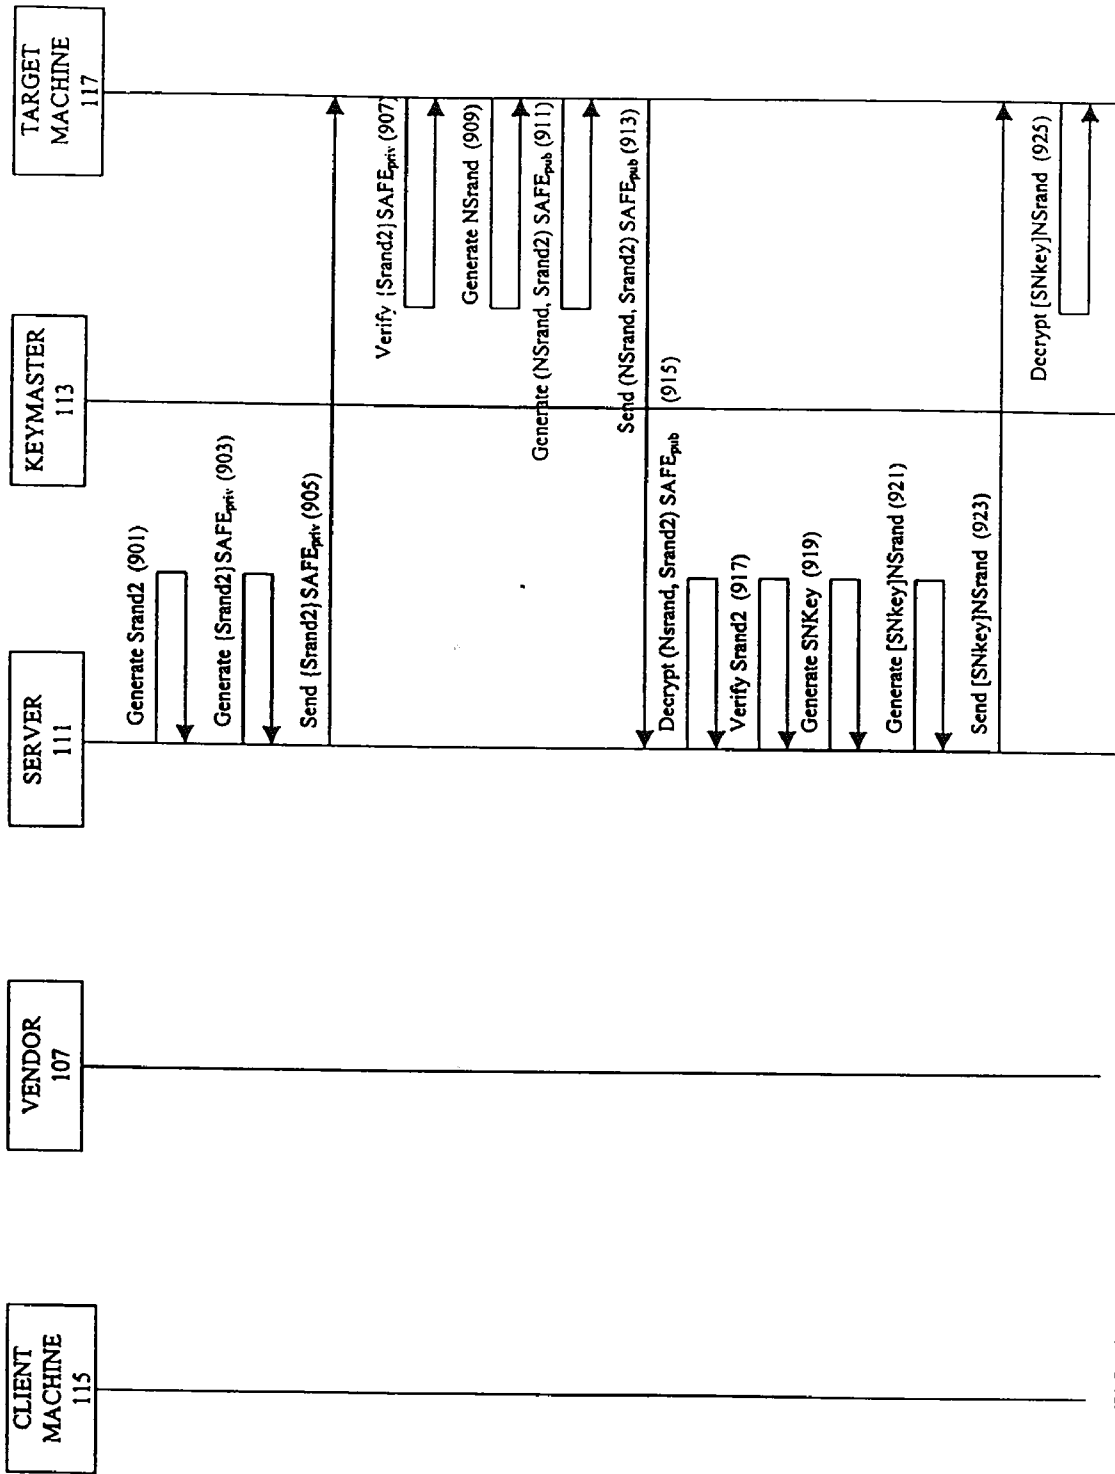 CLIENT
MACHINE
115
VENDOR
107
SERVER
111
KEYMASTER
113
TARGET
MACHINE
117
Generate Srand2 (901)
Generate {Srand2}SAFEpriv (903)
Send {Srand2}SAFEpriv (905)
Verify {Srand2}SAFEpriv (907)
Generate NSrand (909)
Generate (NSrand, Srand2) SAFEpub (911)
Send (NSrand, Srand2) SAFEpub (913)
Decrypt (Nsrand, Srand2) SAFEpub (915)
Verify Srand2 (917)
Generate SNKey (919)
Generate [SNkey]NSrand (921)
Send [SNkey]NSrand (923)
Decrypt [SNkey]NSrand (925)